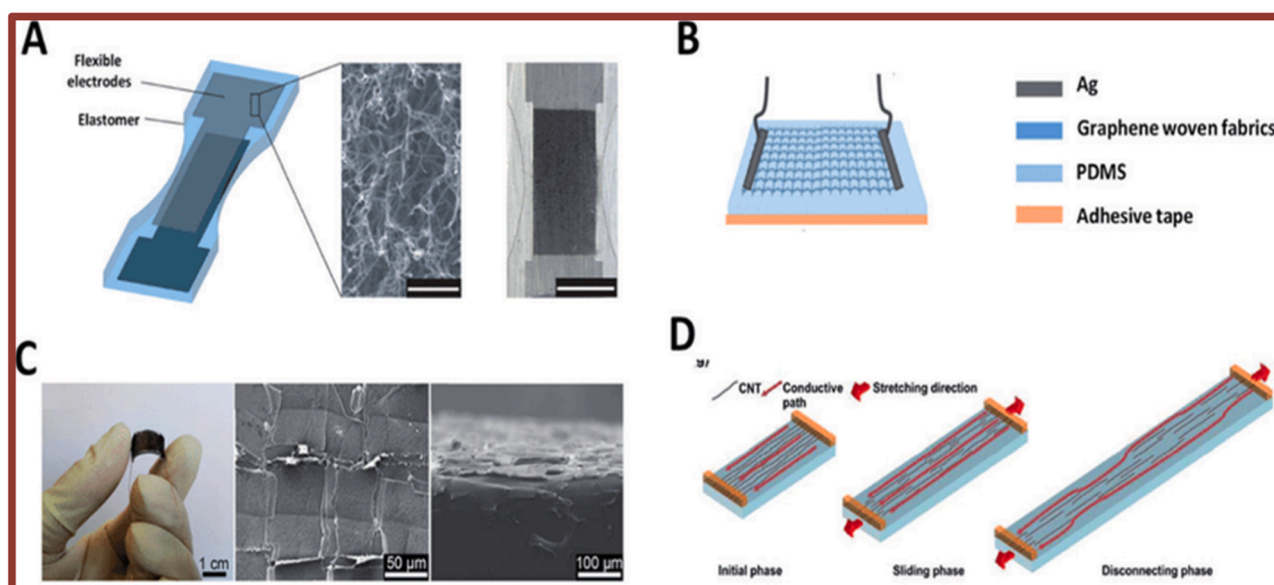 A
Flexible
electrodes
Elastomer
B
Ag
Graphene woven fabrics
PDMS
Adhesive tape
C
1 cm
50 µm
100 µm
D
CNT
Conductive
path
Stretching direction
Initial phase
Sliding phase
Disconnecting phase